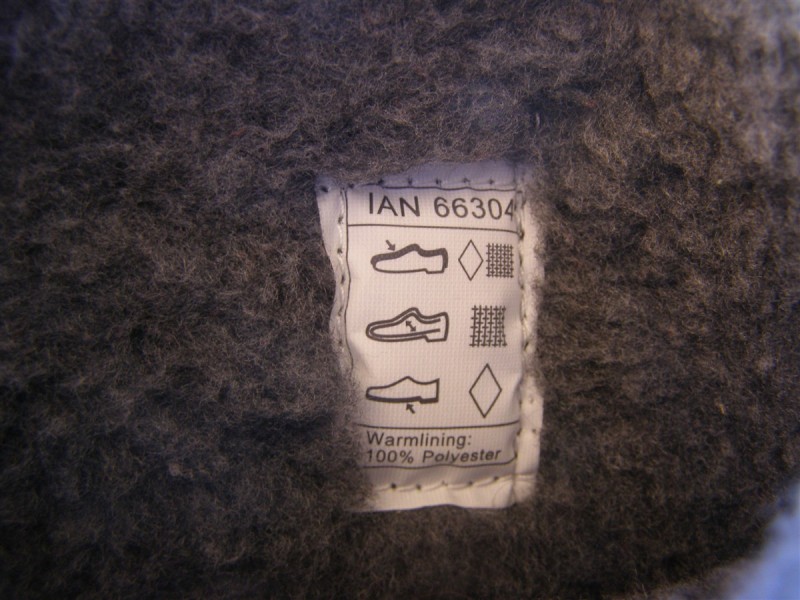 IAN 66304
Warmlining:
100% Polyester